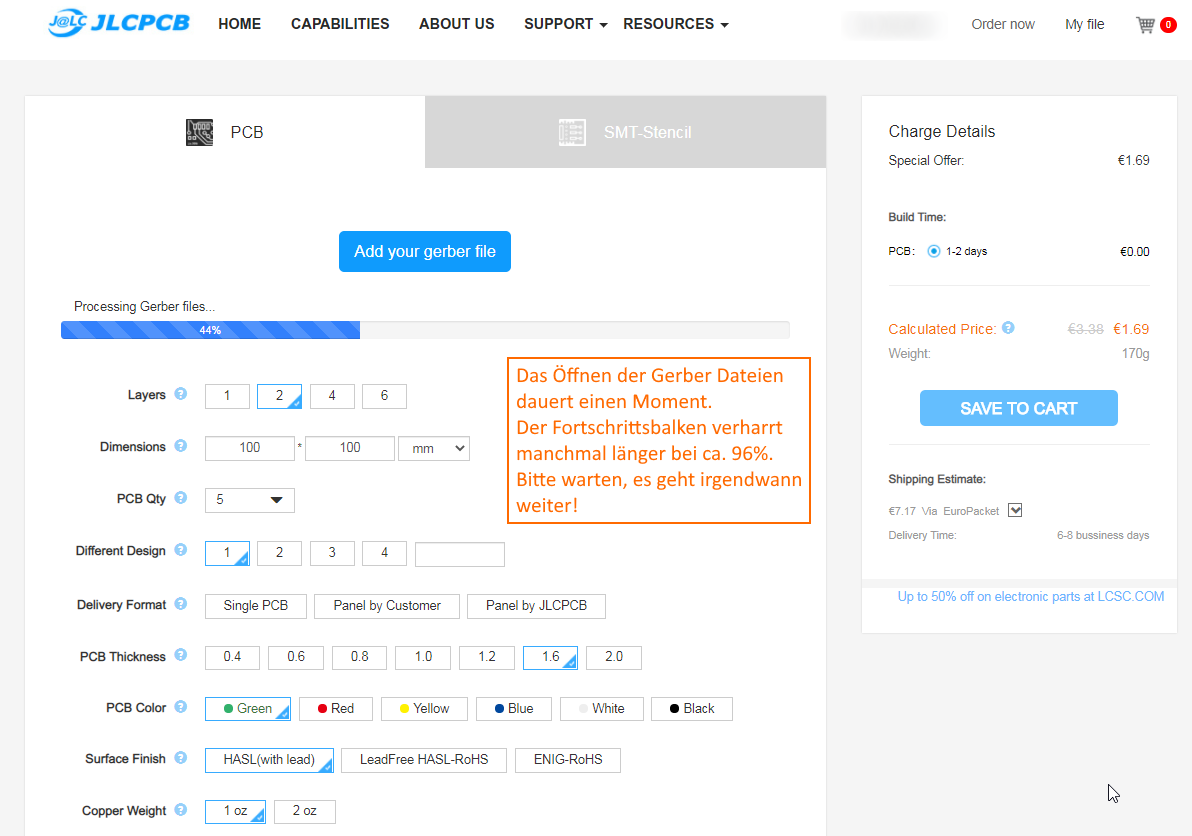 J@LC JLCPCB HOME CAPABILITIES ABOUT US SUPPORT RESOURCES Order now My file 0
PCB SMT-Stencil
Add your gerber file
Processing Gerber files...
44%
Das Öffnen der Gerber Dateien
dauert einen Moment.
Der Fortschrittsbalken verharrt
manchmal länger bei ca. 96%.
Bitte warten, es geht irgendwann
weiter!
Layers ? 1 2 4 6
Dimensions ? 100 * 100 mm
PCB Qty ? 5
Different Design ? 1 2 3 4
Delivery Format ? Single PCB Panel by Customer Panel by JLCPCB
PCB Thickness ? 0.4 0.6 0.8 1.0 1.2 1.6 2.0
PCB Color ? Green Red Yellow Blue White Black
Surface Finish ? HASL(with lead) LeadFree HASL-RoHS ENIG-RoHS
Copper Weight ? 1 oz 2 oz
Charge Details
Special Offer: €1.69
Build Time:
PCB: 1-2 days €0.00
Calculated Price: ? €3.38 €1.69
Weight: 170g
SAVE TO CART
Shipping Estimate:
€7.17 Via EuroPacket
Delivery Time: 6-8 bussiness days
Up to 50% off on electronic parts at LCSC.COM